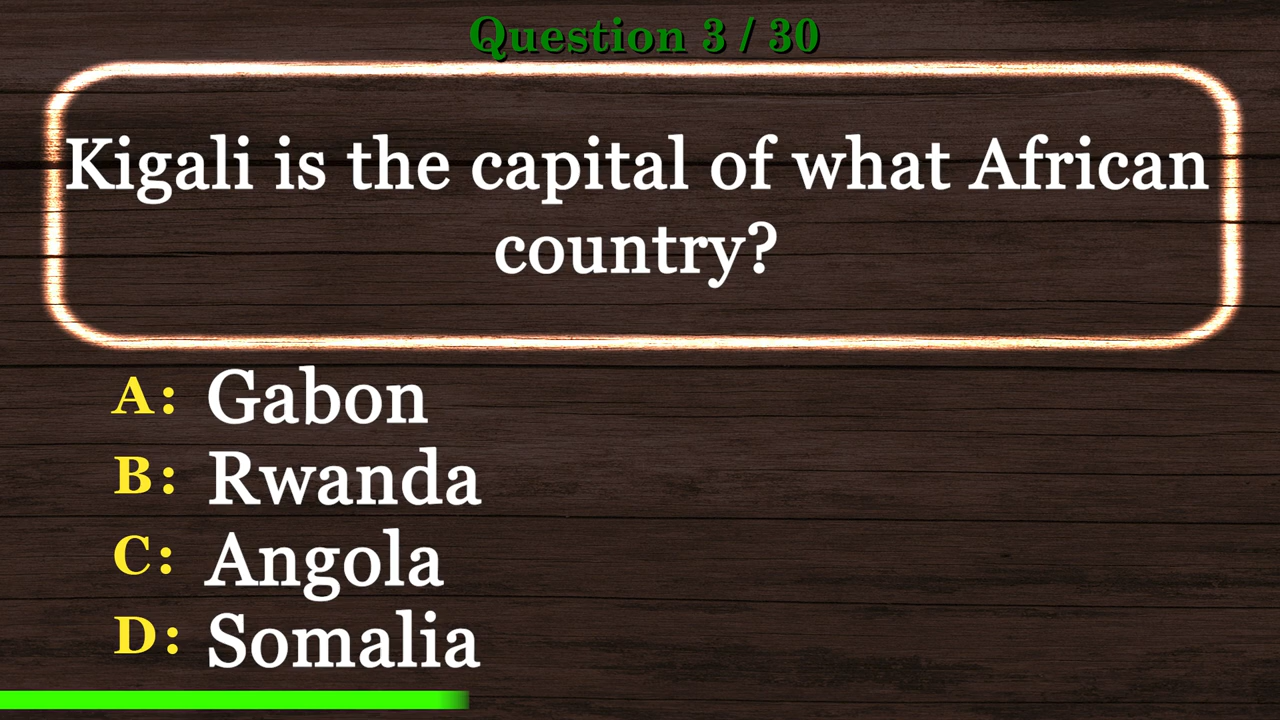 Question 3 / 30
Kigali is the capital of what African
country?
A: Gabon
B: Rwanda
C: Angola
D: Somalia